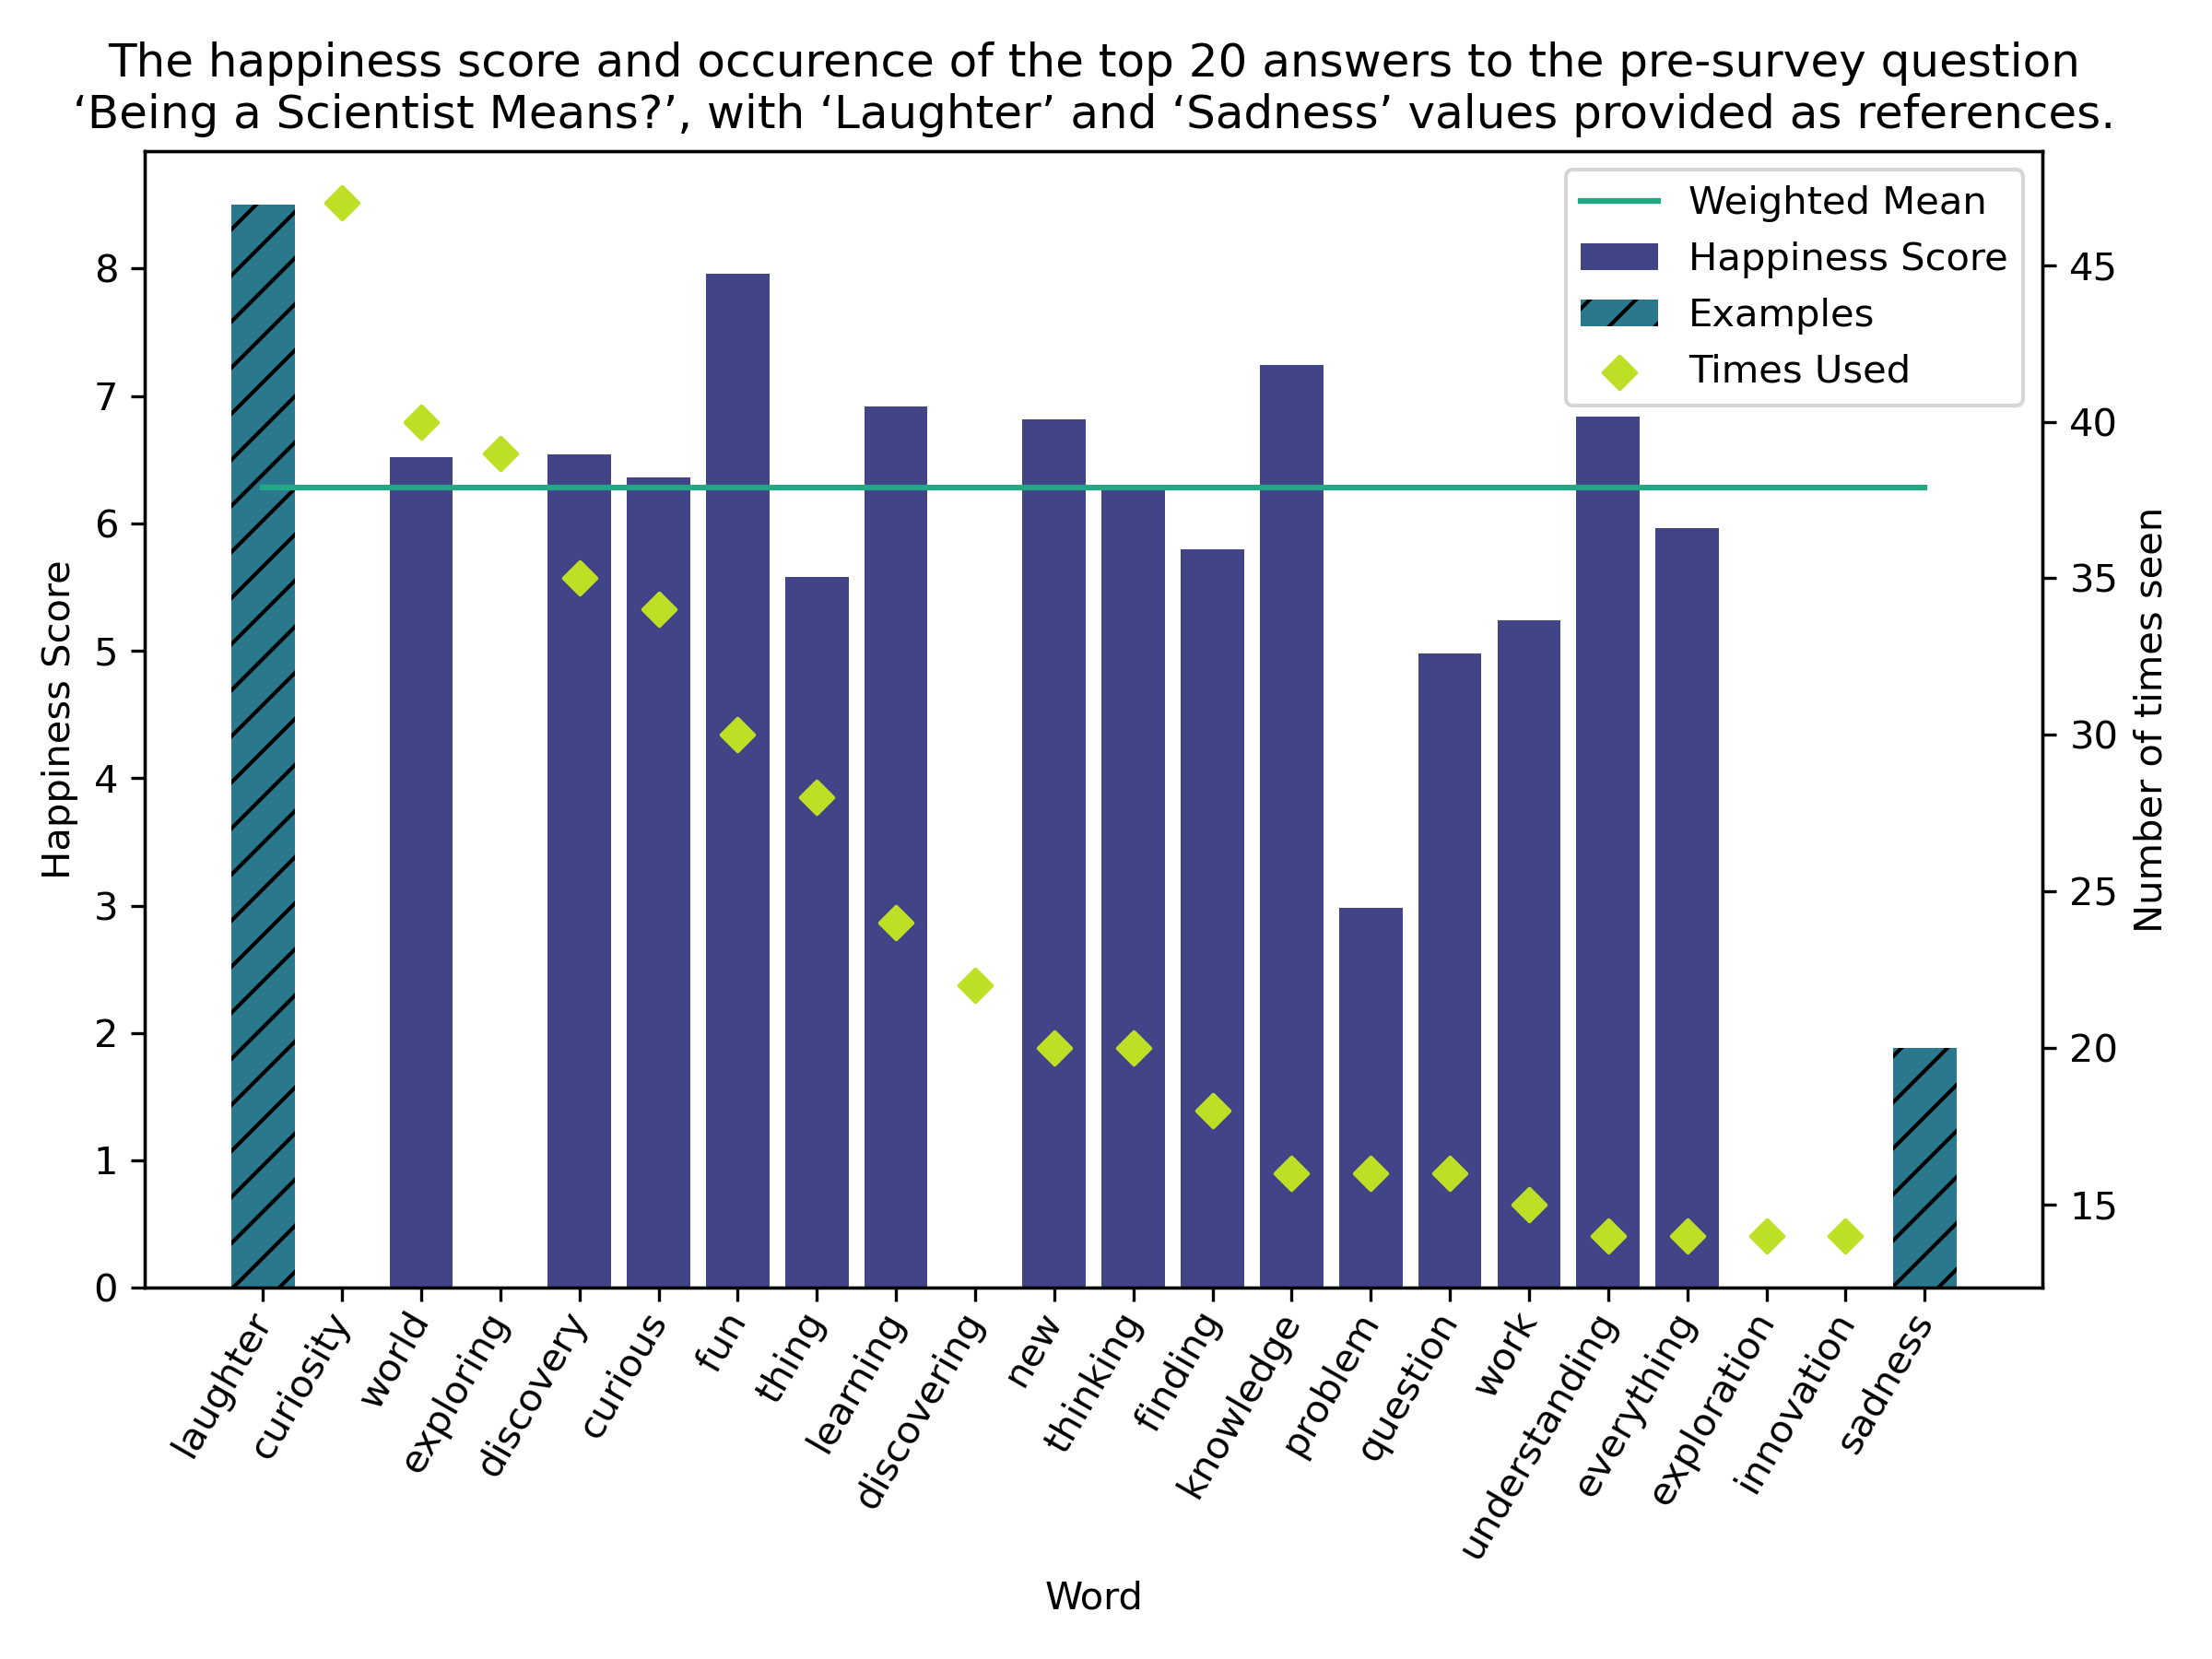 The happiness score and occurence of the top 20 answers to the pre-survey question
‘Being a Scientist Means?’, with ‘Laughter’ and ‘Sadness’ values provided as references.
Weighted Mean
Happiness Score
Examples
Times Used
Happiness Score
8
7
6
5
4
3
2
1
0
45
40
35
30
25
20
15
Number of times seen
laughter
curiosity
world
exploring
discovery
curious
fun
thing
learning
discovering
new
thinking
finding
knowledge
problem
question
work
understanding
everything
exploration
innovation
sadness
Word